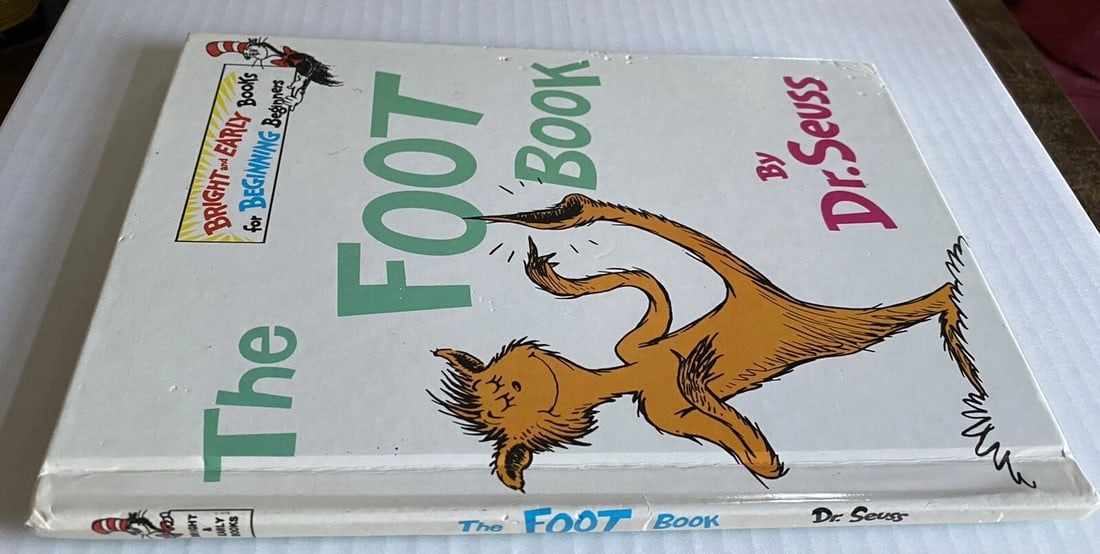 BRIGHT and EARLY Books
for BEGINNING Beginners
The
FOOT
BOOK
By
Dr. Seuss
BRIGHT
&
EARLY
BOOKS
The FOOT BOOK
Dr. Seuss